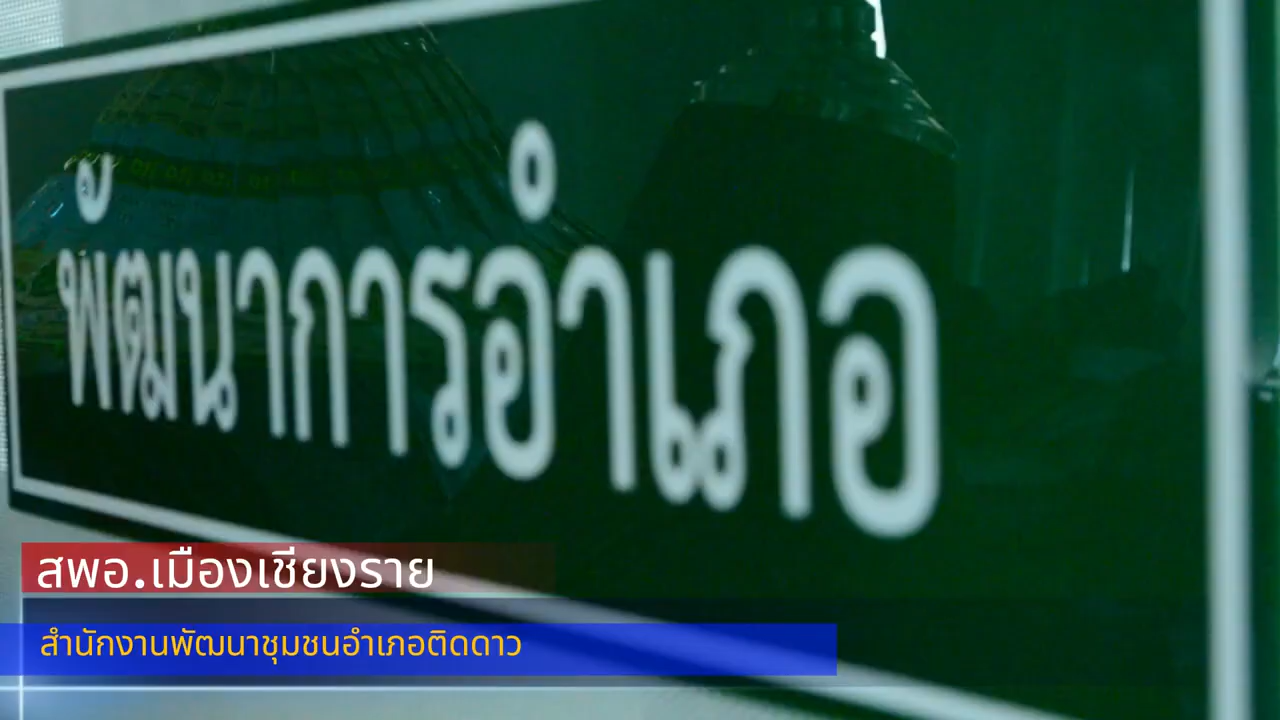 พัฒนาการอำเภอ
สพอ.เมืองเชียงราย
สำนักงานพัฒนาชุมชนอำเภอติดดาว